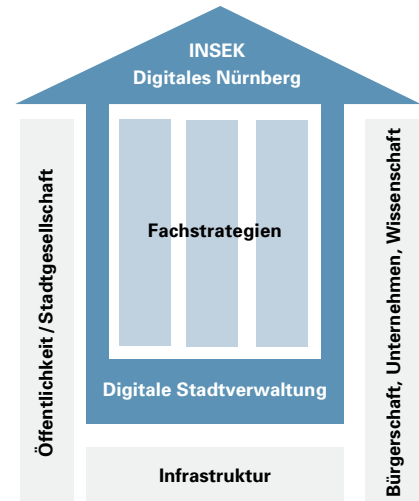 INSEK
Digitales Nürnberg
Öffentlichkeit / Stadtgesellschaft
Fachstrategien
Bürgerschaft, Unternehmen, Wissenschaft
Digitale Stadtverwaltung
Infrastruktur